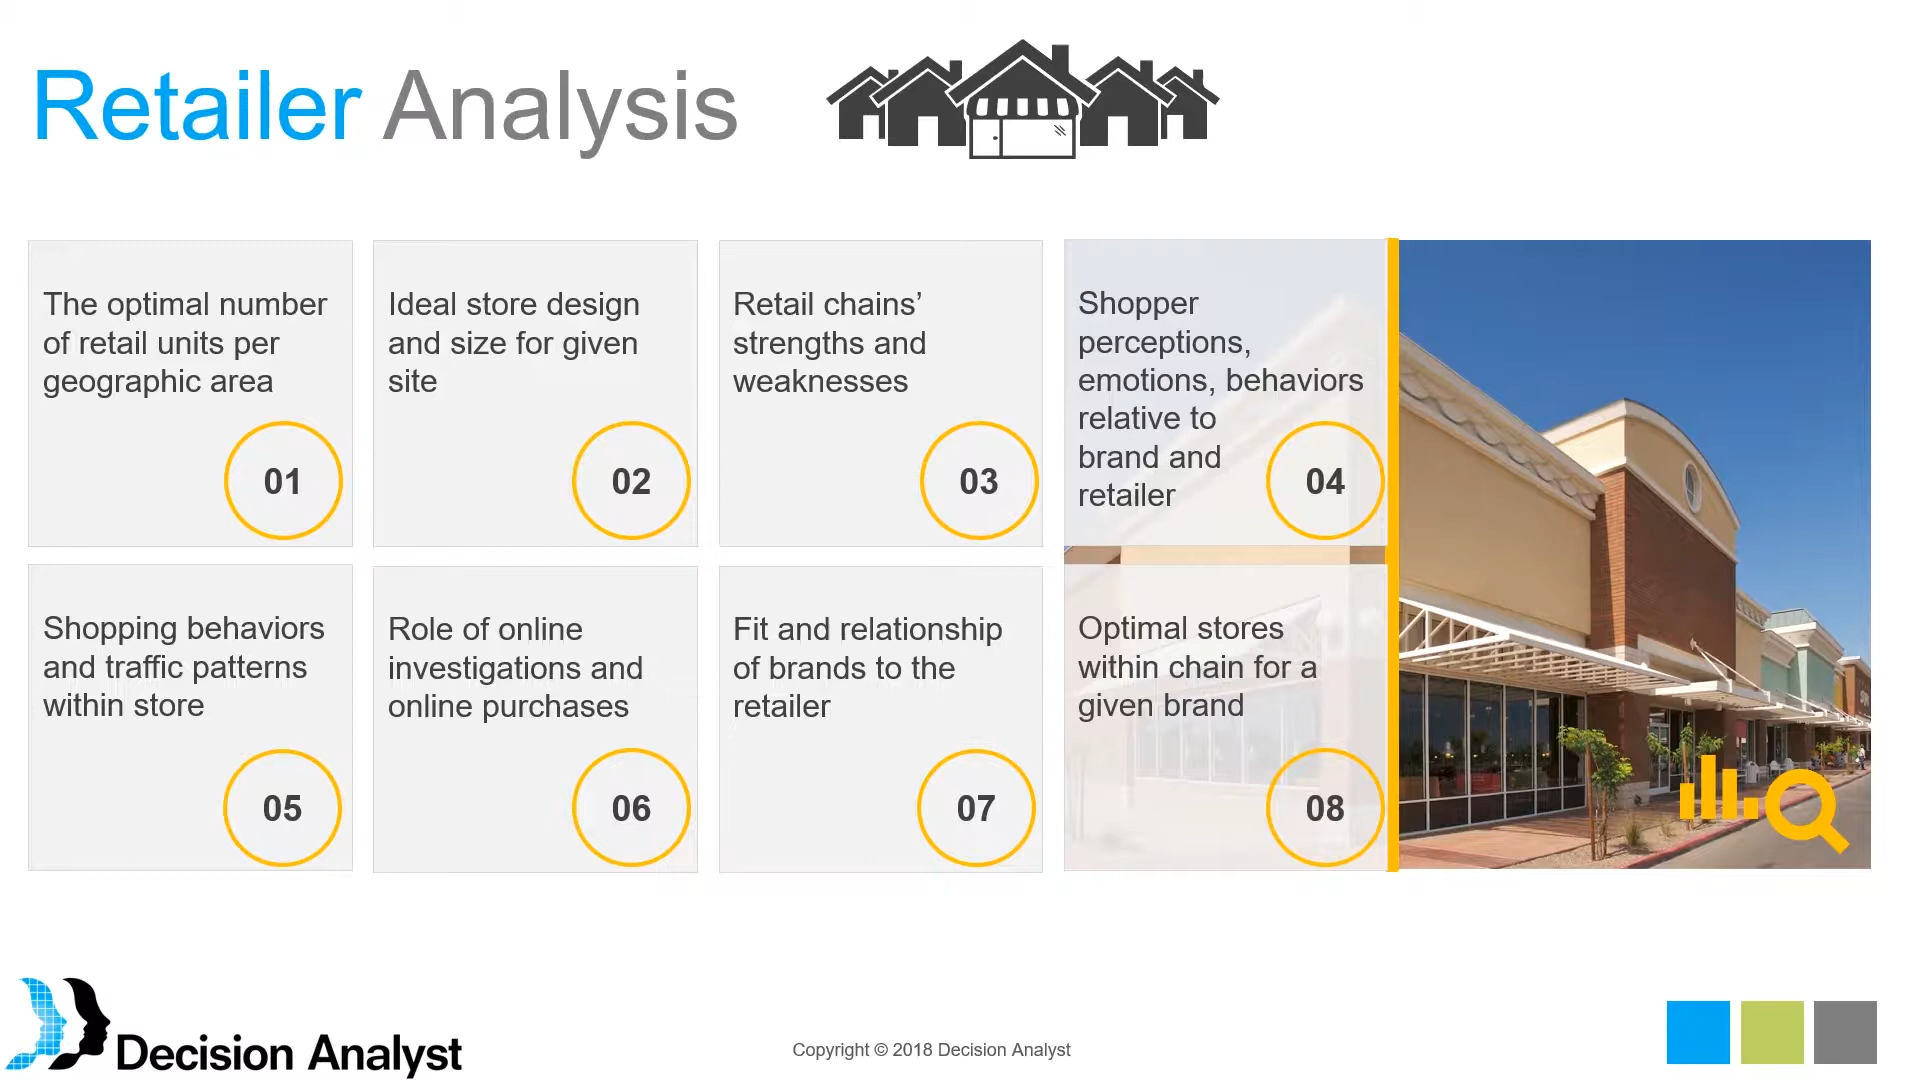 Retailer Analysis
The optimal number
of retail units per
geographic area
01
Ideal store design
and size for given
site
02
Retail chains’
strengths and
weaknesses
03
Shopper
perceptions,
emotions, behaviors
relative to
brand and
retailer
04
Shopping behaviors
and traffic patterns
within store
05
Role of online
investigations and
online purchases
06
Fit and relationship
of brands to the
retailer
07
Optimal stores
within chain for a
given brand
08
Decision Analyst
Copyright © 2018 Decision Analyst